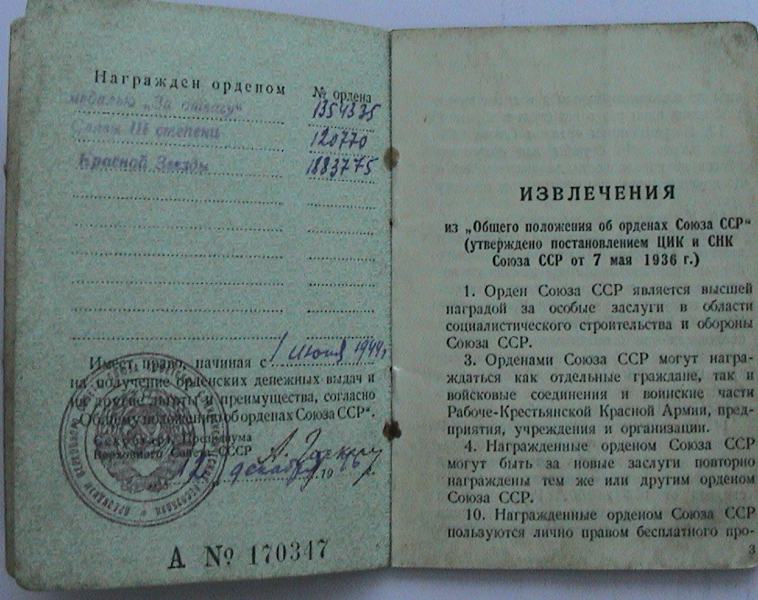 Награжден орденом № ордена
медалью „За отвагу“ 1354335
Славы III степени 120770
Красной Звезды 1883775
Имеет право, начиная с 1 июня 1944 г.
на получение орденских денежных выдач и
на другие льготы и преимущества, согласно
„Общему положению об орденах Союза ССР“.
Секретарь Президиума
Верховного Совета СССР А. Горкин
12 декабря 1946 г.
А № 170347
ИЗВЛЕЧЕНИЯ
из „Общего положения об орденах Союза ССР“
(утверждено постановлением ЦИК и СНК
Союза ССР от 7 мая 1936 г.)
1. Орден Союза ССР является высшей
наградой за особые заслуги в области
социалистического строительства и обороны
Союза ССР.
3. Орденами Союза ССР могут награ-
ждаться как отдельные граждане, так и
войсковые соединения и воинские части
Рабоче-Крестьянской Красной Армии, пред-
приятия, учреждения и организации.
4. Награжденные орденом Союза ССР
могут быть за новые заслуги повторно
награждены тем же или другим орденом
Союза ССР.
10. Награжденные орденом Союза ССР
пользуются лично правом бесплатного про-
3